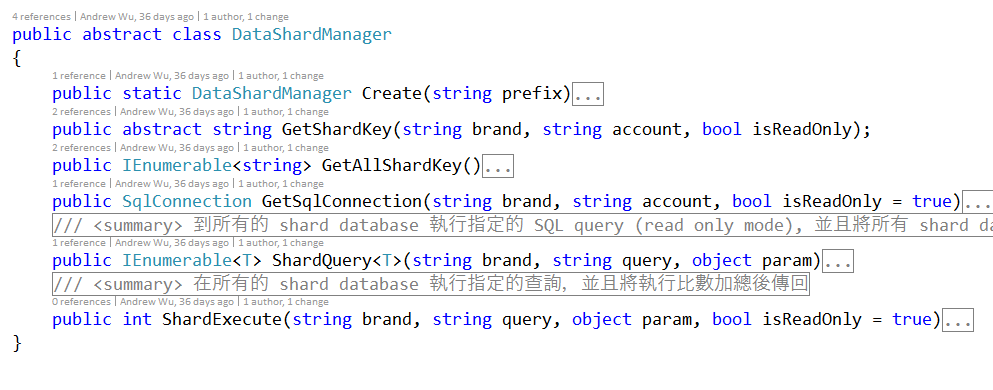 4 references | Andrew Wu, 36 days ago | 1 author, 1 change
public abstract class DataShardManager
{
1 reference | Andrew Wu, 36 days ago | 1 author, 1 change
public static DataShardManager Create(string prefix)...
2 references | Andrew Wu, 36 days ago | 1 author, 1 change
public abstract string GetShardKey(string brand, string account, bool isReadOnly);
2 references | Andrew Wu, 36 days ago | 1 author, 1 change
public IEnumerable<string> GetAllShardKey()...
1 reference | Andrew Wu, 36 days ago | 1 author, 1 change
public SqlConnection GetSqlConnection(string brand, string account, bool isReadOnly = true)...
/// <summary> 到所有的 shard database 執行指定的 SQL query (read only mode), 並且將所有 shard da
1 reference | Andrew Wu, 36 days ago | 1 author, 1 change
public IEnumerable<T> ShardQuery<T>(string brand, string query, object param)...
/// <summary> 在所有的 shard database 執行指定的查詢, 並且將執行比數加總後傳回
0 references | Andrew Wu, 36 days ago | 1 author, 1 change
public int ShardExecute(string brand, string query, object param, bool isReadOnly = true)...
}